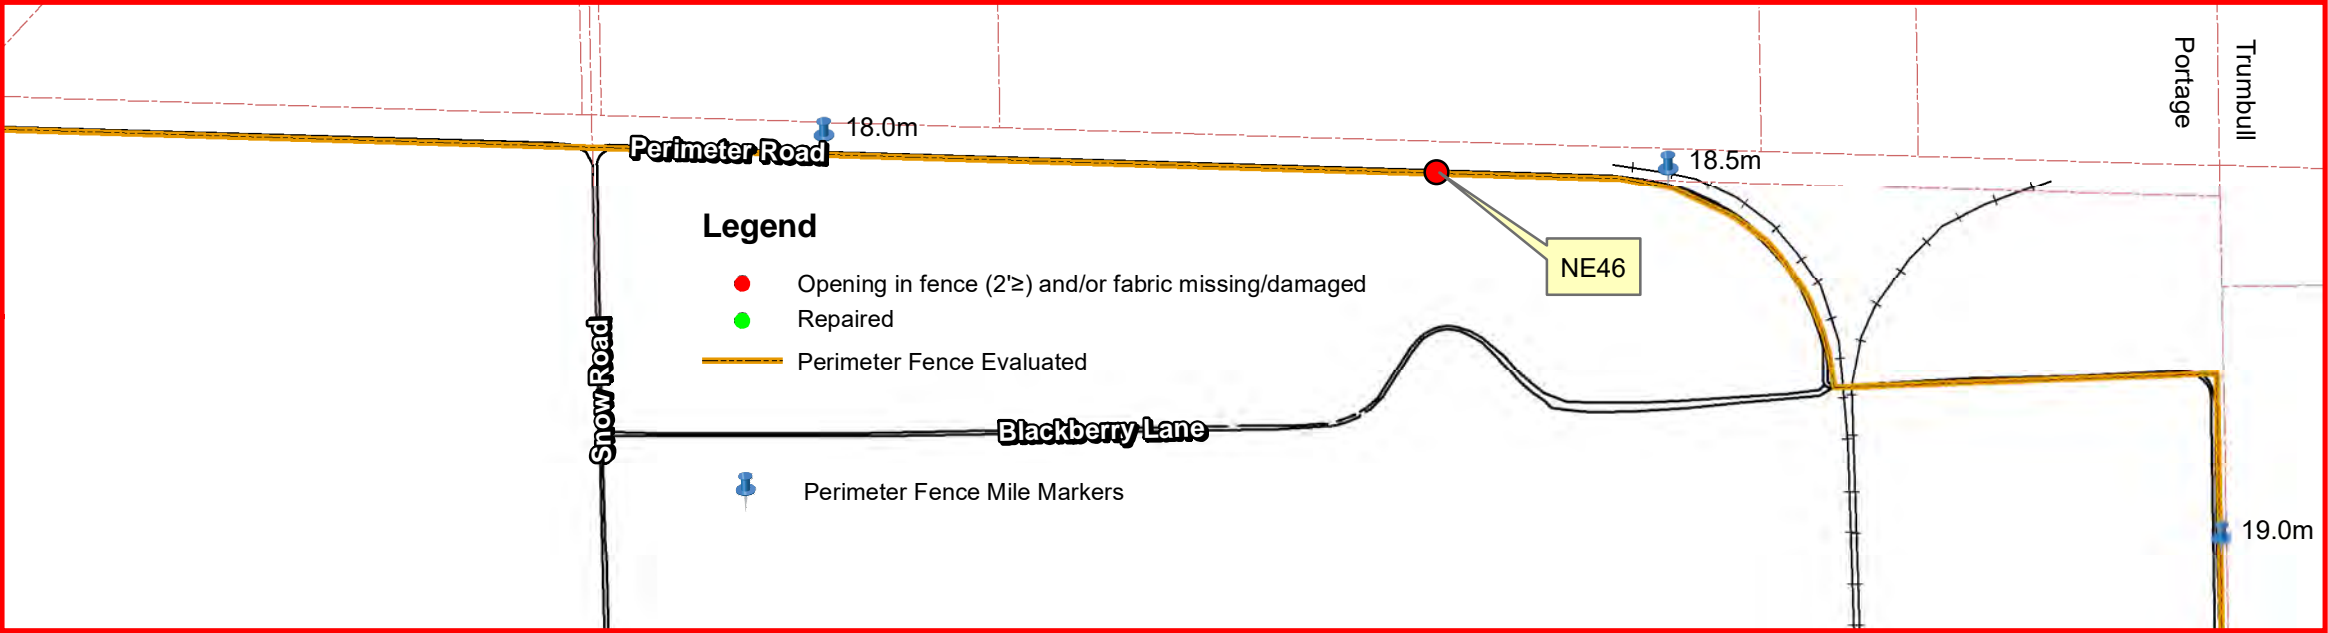 Trumbull
Portage
18.0m
Perimeter Road
18.5m
Legend
NE46
Opening in fence (2'≥) and/or fabric missing/damaged
Repaired
Snow Road
Perimeter Fence Evaluated
Blackberry Lane
Perimeter Fence Mile Markers
19.0m